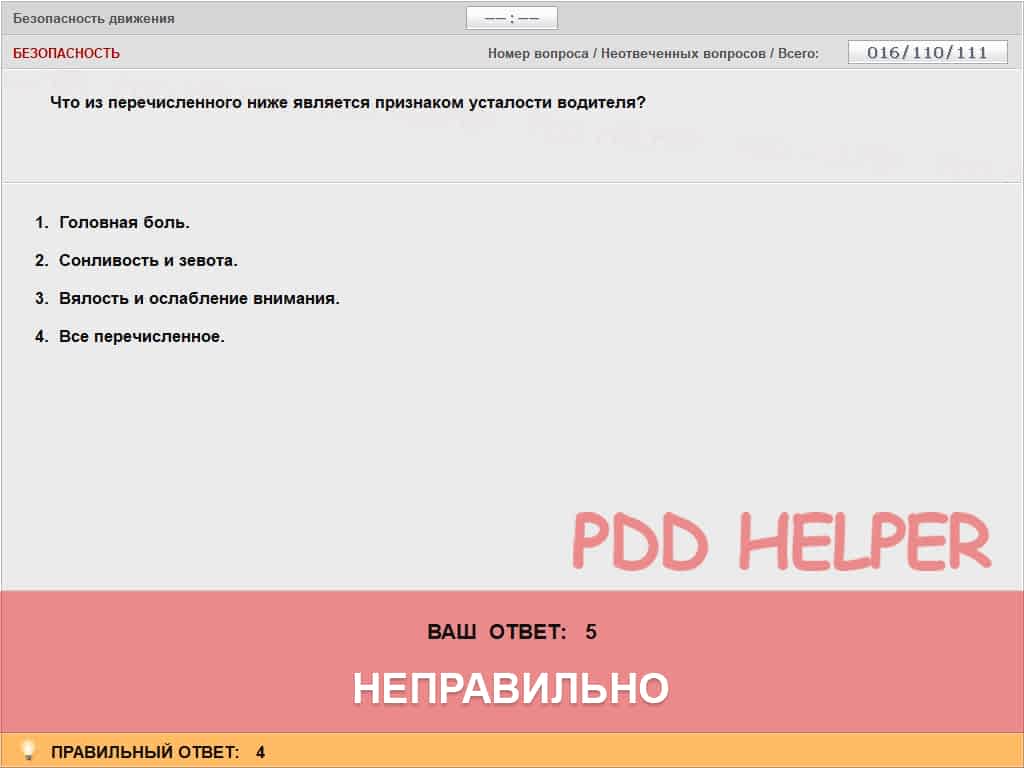 Безопасность движения
—— : ——
БЕЗОПАСНОСТЬ
Номер вопроса / Неотвеченных вопросов / Всего:
016/110/111
Что из перечисленного ниже является признаком усталости водителя?
1. Головная боль.
2. Сонливость и зевота.
3. Вялость и ослабление внимания.
4. Все перечисленное.
PDD HELPER
ВАШ ОТВЕТ: 5
НЕПРАВИЛЬНО
ПРАВИЛЬНЫЙ ОТВЕТ: 4